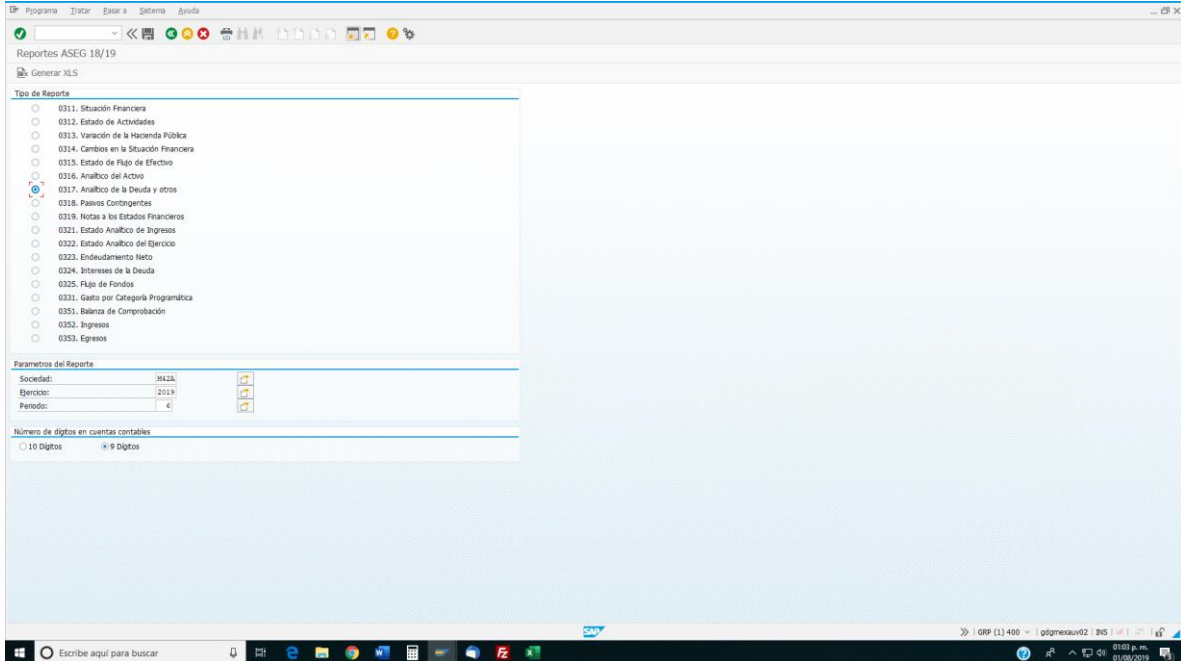 Programa Tratar Pasar a Sistema Ayuda
Reportes ASEG 18/19
Generar XLS
Tipo de Reporte
0311. Situación Financiera
0312. Estado de Actividades
0313. Variación de la Hacienda Pública
0314. Cambios en la Situación Financiera
0315. Estado de Flujo de Efectivo
0316. Analítico del Activo
0317. Analítico de la Deuda y otros
0318. Pasivos Contingentes
0319. Notas a los Estados Financieros
0321. Estado Analítico de Ingresos
0322. Estado Analítico del Ejercicio
0323. Endeudamiento Neto
0324. Intereses de la Deuda
0325. Flujo de Fondos
0331. Gasto por Categoría Programática
0351. Balanza de Comprobación
0352. Ingresos
0353. Egresos
Parametros del Reporte
Sociedad: M42A
Ejercicio: 2019
Periodo: 6
Número de dígitos en cuentas contables
10 Dígitos 9 Dígitos
SAP GRP (1) 400 gdgmexauv02 INS
Escribe aquí para buscar
01:03 p. m.
01/08/2019